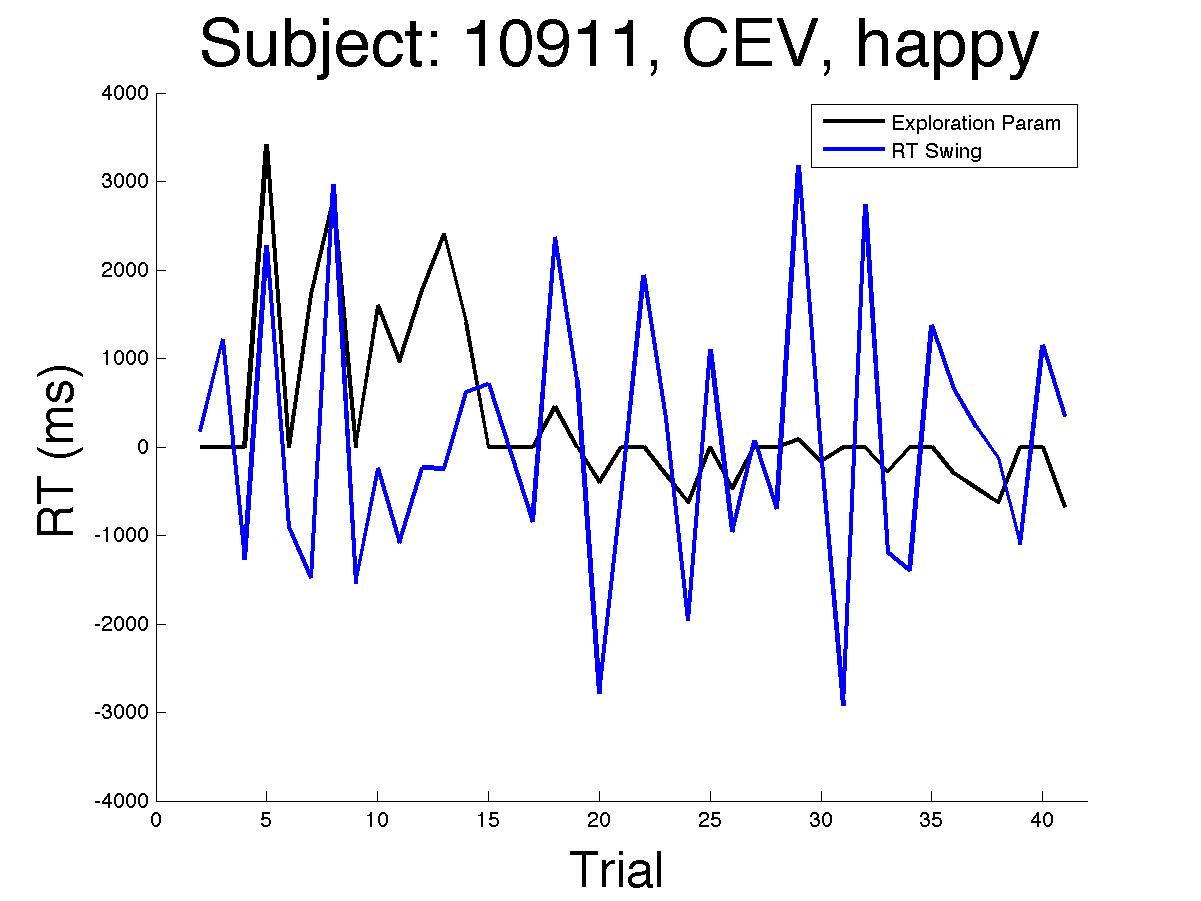 Subject: 10911, CEV, happy
Exploration Param
RT Swing
4000
3000
2000
1000
0
-1000
-2000
-3000
-4000
RT (ms)
0 5 10 15 20 25 30 35 40
Trial